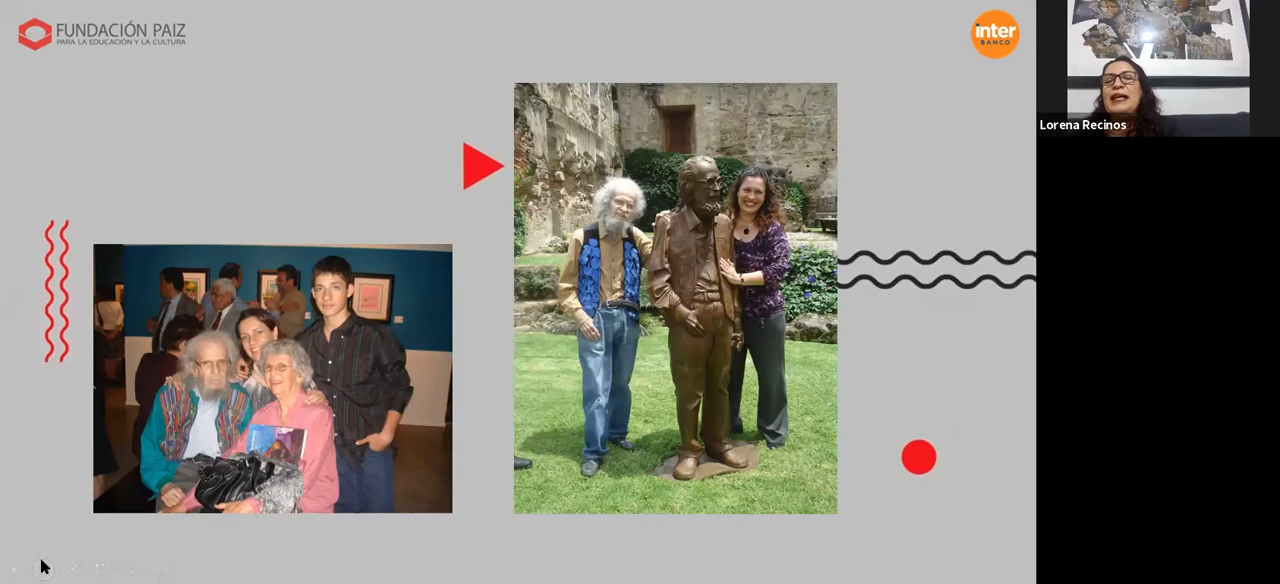 FUNDACIÓN PAIZ
PARA LA EDUCACIÓN Y LA CULTURA
inter
BANCO
Lorena Recinos